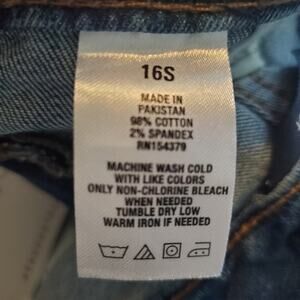 16S
MADE IN
PAKISTAN
98% COTTON
2% SPANDEX
RN154379
MACHINE WASH COLD
WITH LIKE COLORS
ONLY NON-CHLORINE BLEACH
WHEN NEEDED
TUMBLE DRY LOW
WARM IRON IF NEEDED